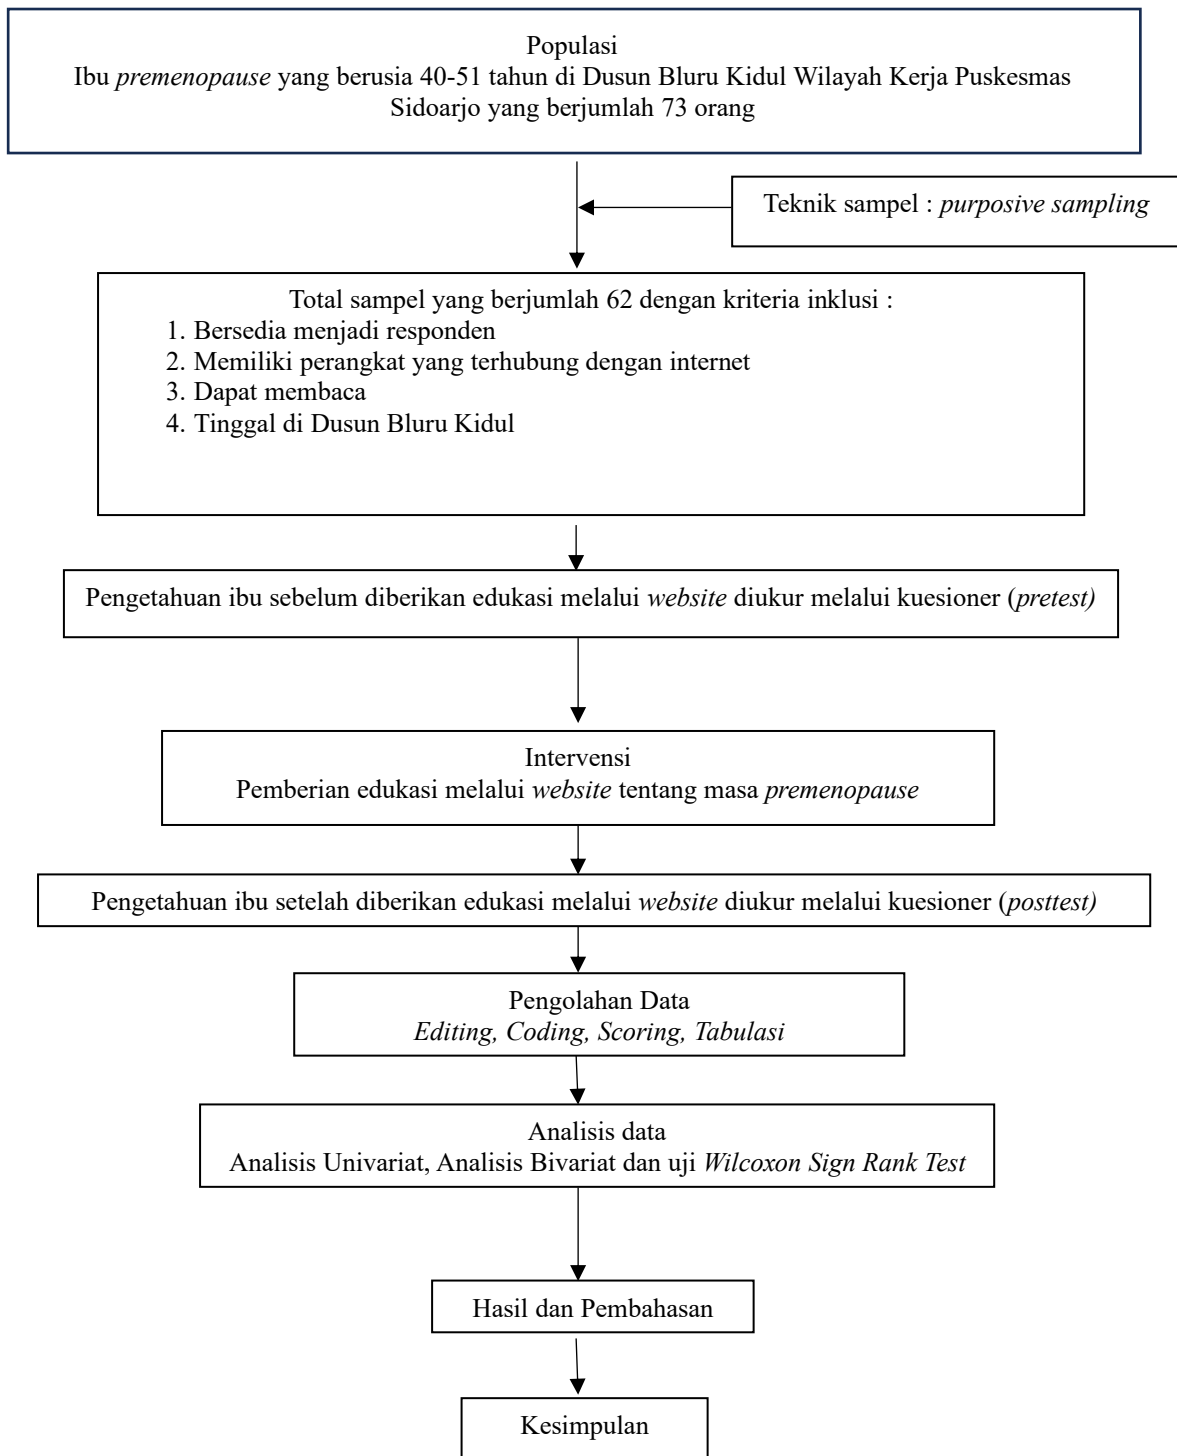 Populasi
Ibu premenopause yang berusia 40-51 tahun di Dusun Bluru Kidul Wilayah Kerja Puskesmas
Sidoarjo yang berjumlah 73 orang
Teknik sampel : purposive sampling
Total sampel yang berjumlah 62 dengan kriteria inklusi :
1. Bersedia menjadi responden
2. Memiliki perangkat yang terhubung dengan internet
3. Dapat membaca
4. Tinggal di Dusun Bluru Kidul
Pengetahuan ibu sebelum diberikan edukasi melalui website diukur melalui kuesioner (pretest)
Intervensi
Pemberian edukasi melalui website tentang masa premenopause
Pengetahuan ibu setelah diberikan edukasi melalui website diukur melalui kuesioner (posttest)
Pengolahan Data
Editing, Coding, Scoring, Tabulasi
Analisis data
Analisis Univariat, Analisis Bivariat dan uji Wilcoxon Sign Rank Test
Hasil dan Pembahasan
Kesimpulan